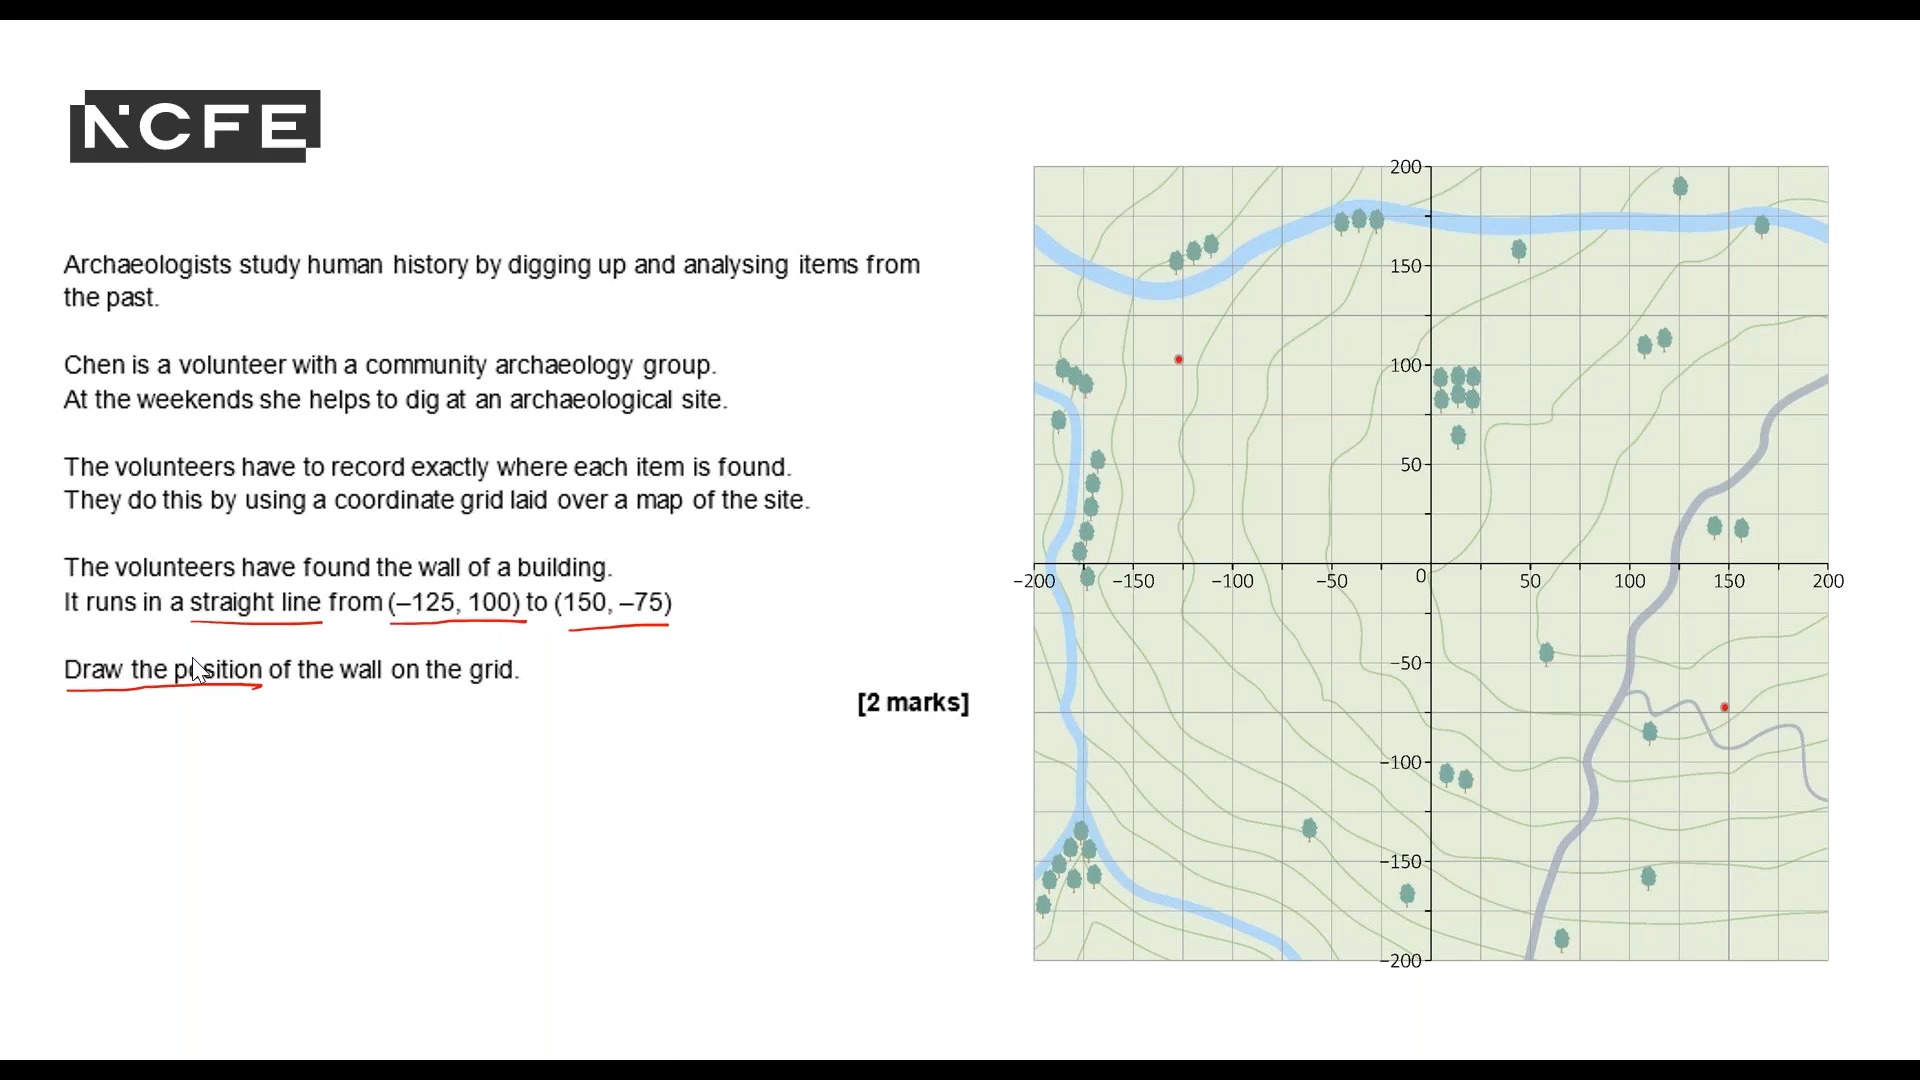 NCFE
Archaeologists study human history by digging up and analysing items from
the past.
Chen is a volunteer with a community archaeology group.
At the weekends she helps to dig at an archaeological site.
The volunteers have to record exactly where each item is found.
They do this by using a coordinate grid laid over a map of the site.
The volunteers have found the wall of a building.
It runs in a straight line from (–125, 100) to (150, –75)
Draw the position of the wall on the grid.
[2 marks]
200
150
100
50
−200 −150 −100 −50 0 50 100 150 200
−50
−100
−150
−200